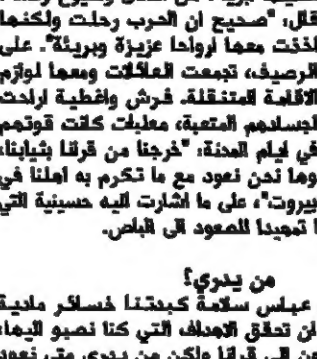 قال: "صحيح ان الحرب رحلت ولكنها
اخذت معها ارواحا عزيزة وبريئة". على
الرصيف، تجمعت العائلات ومعها لوازم
الاقامة المتنقلة. فرش واغطية اراحت
اجسادهم المتعبة، معلبات كانت قوتهم
في ايام المحنة، "خرجنا من قرانا بثيابنا،
وها نحن نعود مع ما تكرم به اهلنا في
بيروت"، على ما اشارت اليه حسينية التي
تمهيدا للصعود الى الباص.
من يدري؟
عباس سلامة كبدتنا خسائر مادية
ان تحقق الاهداف التي كنا نصبو اليها،
الى قرانا ولكن من يدري متى نعود